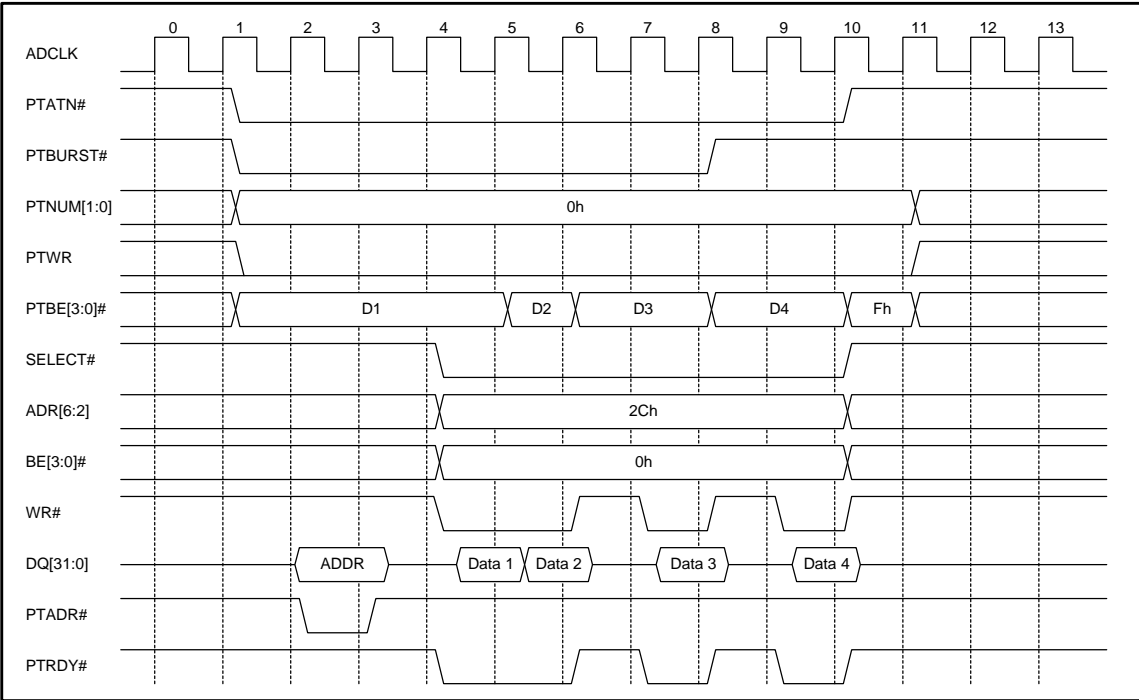 0 1 2 3 4 5 6 7 8 9 10 11 12 13
ADCLK
PTATN#
PTBURST#
PTNUM[1:0] 0h
PTWR
PTBE[3:0]# D1 D2 D3 D4 Fh
SELECT#
ADR[6:2] 2Ch
BE[3:0]# 0h
WR#
DQ[31:0] ADDR Data 1 Data 2 Data 3 Data 4
PTADR#
PTRDY#